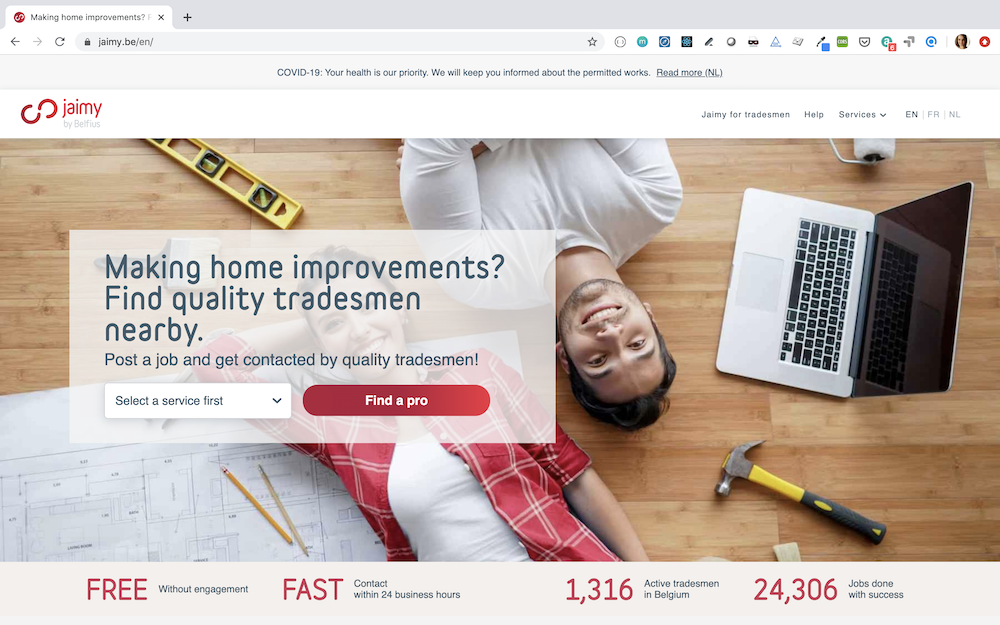 Making home improvements? F
jaimy.be/en/
COVID-19: Your health is our priority. We will keep you informed about the permitted works. Read more (NL)
jaimy
by Belfius
Jaimy for tradesmen Help Services EN | FR | NL
Making home improvements?
Find quality tradesmen
nearby.
Post a job and get contacted by quality tradesmen!
Select a service first
Find a pro
FREE Without engagement
FAST Contact
within 24 business hours
1,316 Active tradesmen
in Belgium
24,306 Jobs done
with success